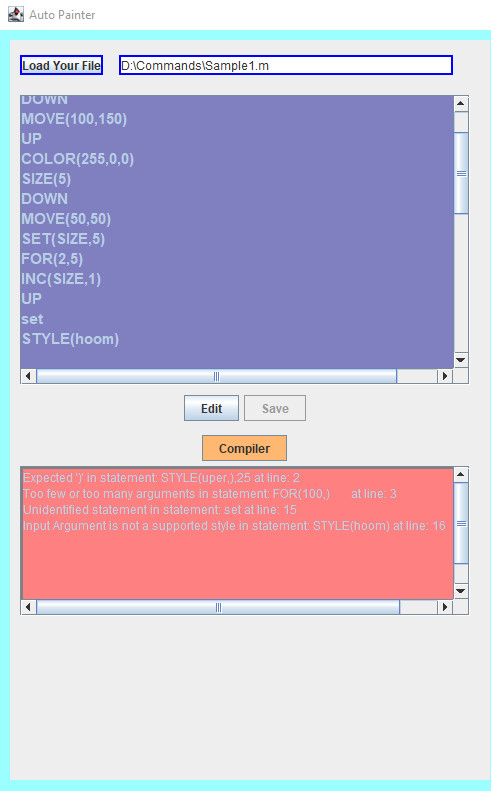 Auto Painter
Load Your File D:\Commands\Sample1.m
DOWN
MOVE(100,150)
UP
COLOR(255,0,0)
SIZE(5)
DOWN
MOVE(50,50)
SET(SIZE,5)
FOR(2,5)
INC(SIZE,1)
UP
set
STYLE(hoom)
Edit Save
Compiler
Expected ')' in statement: STYLE(uper,),25 at line: 2
Too few or too many arguments in statement: FOR(100,) at line: 3
Unidentified statement in statement: set at line: 15
Input Argument is not a supported style in statement: STYLE(hoom) at line: 16